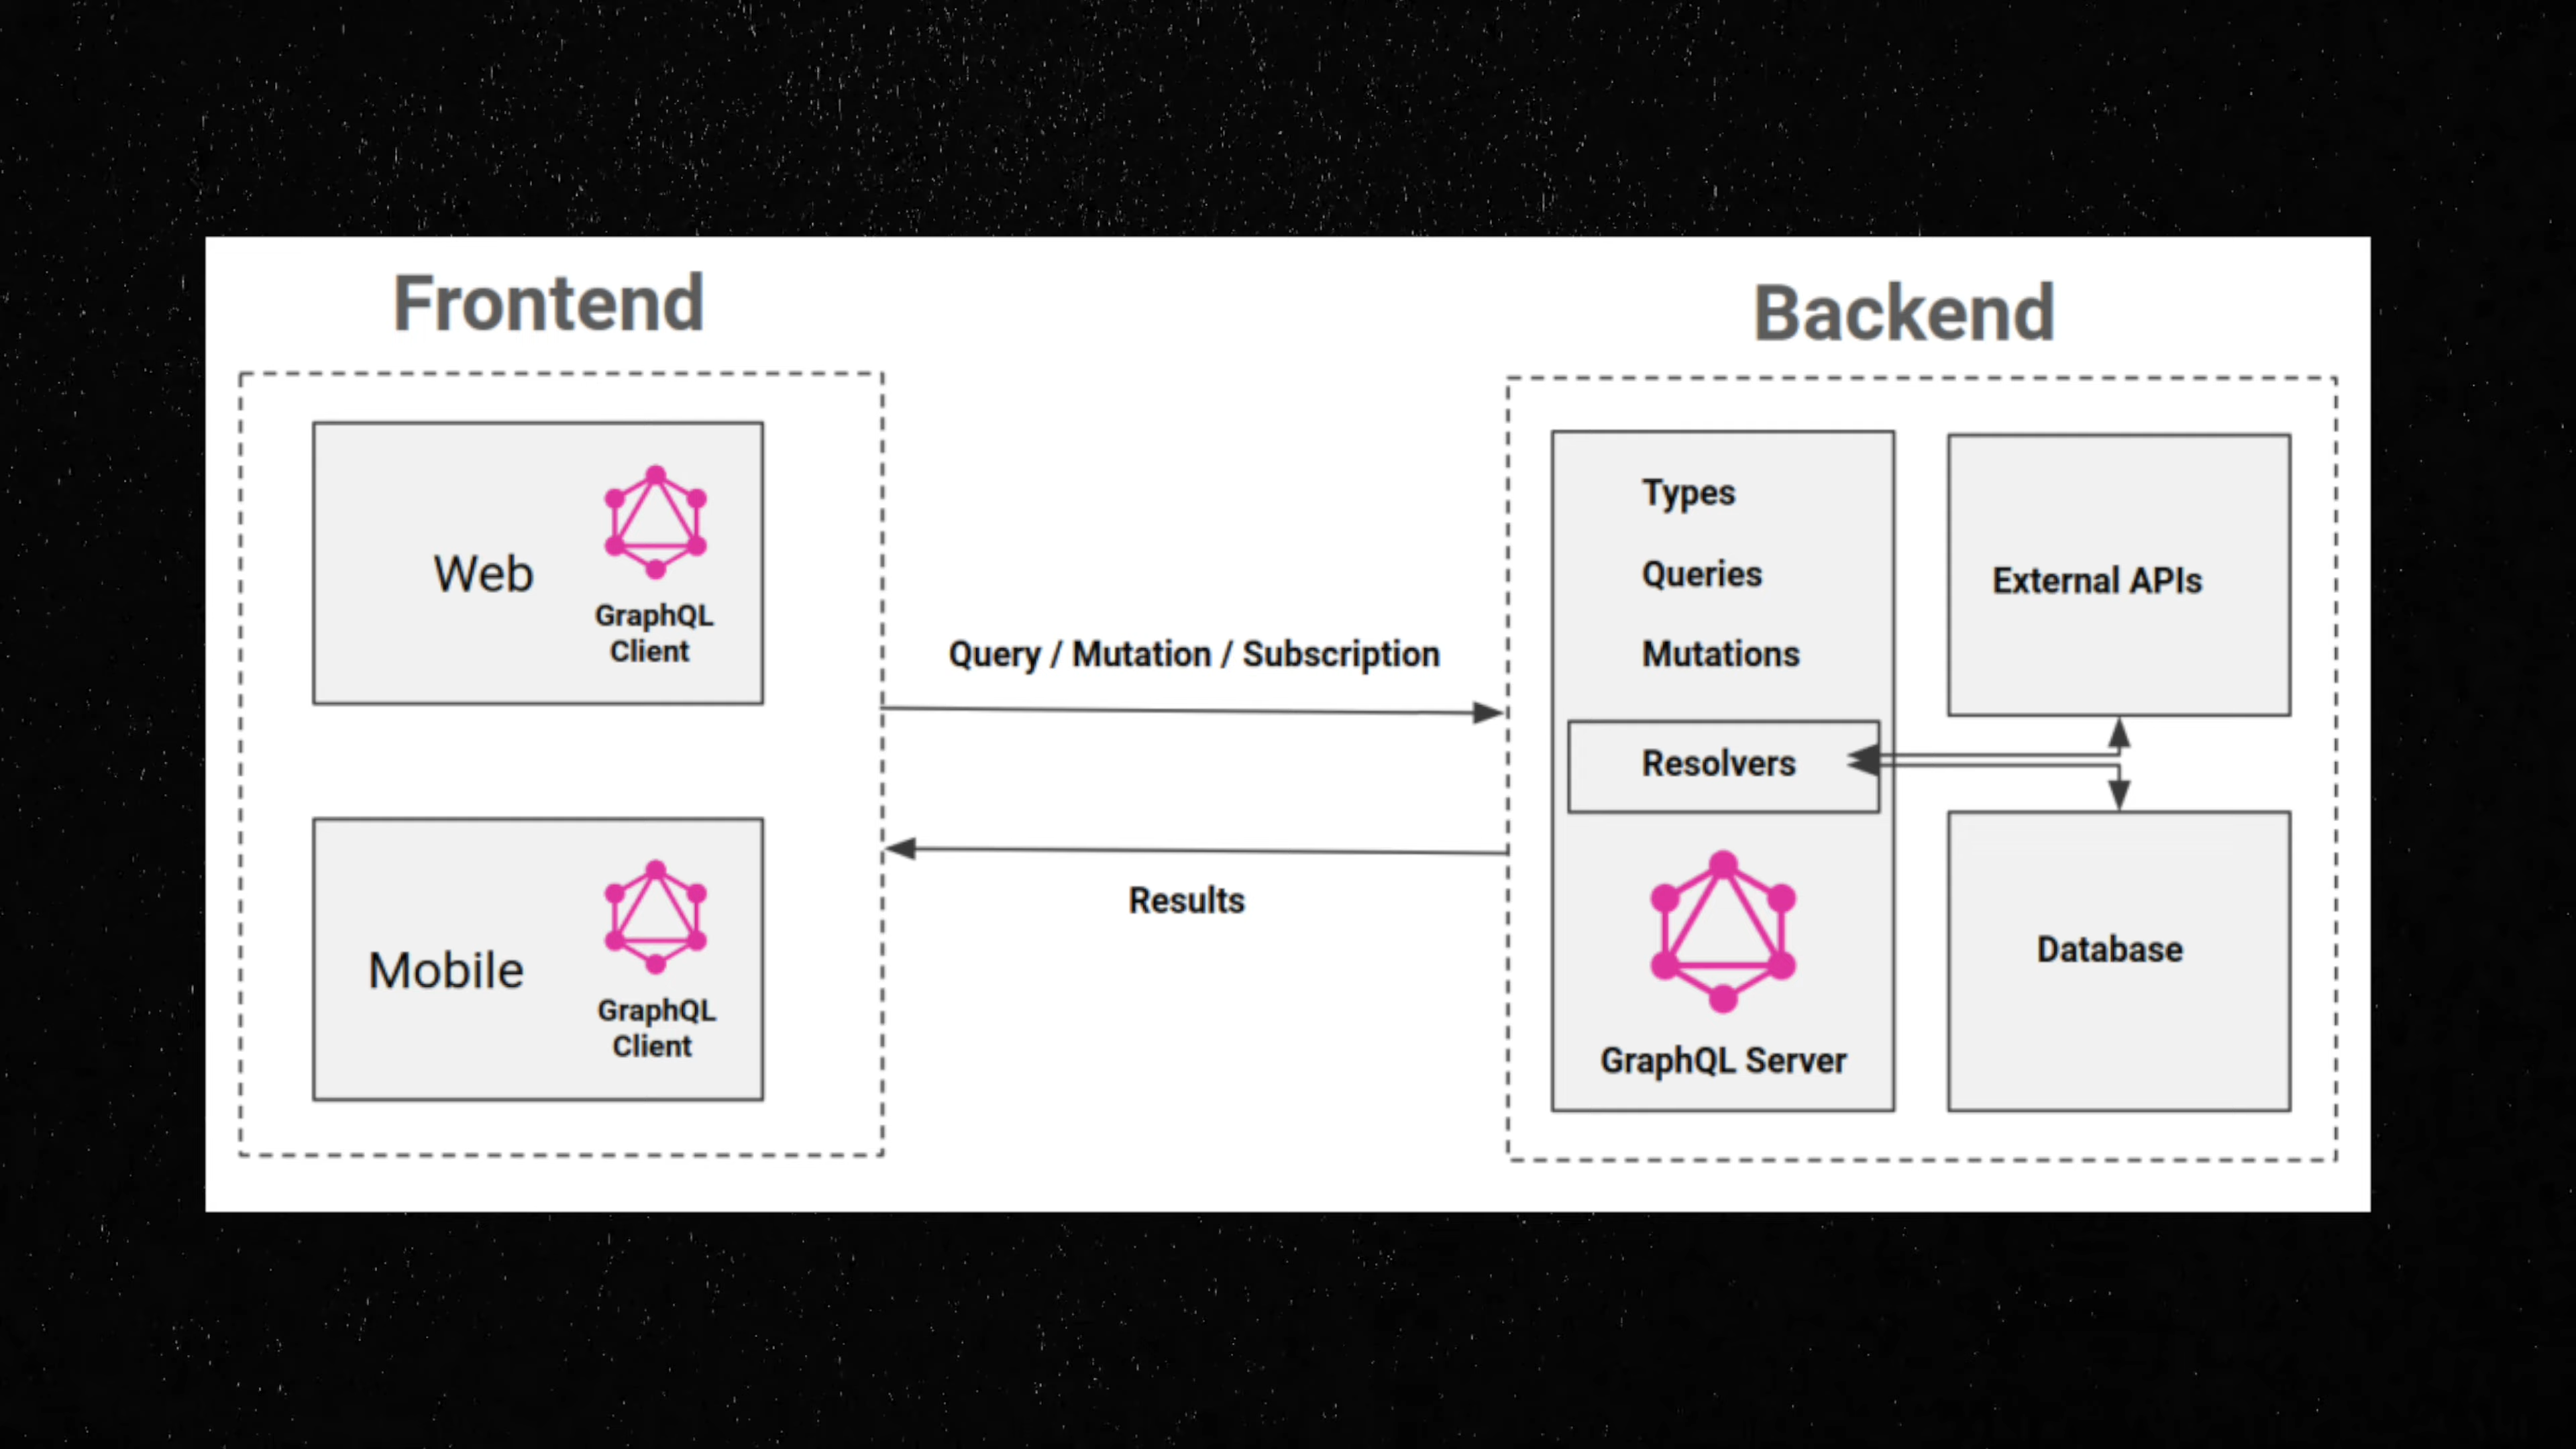 Frontend
Backend
Web
GraphQL
Client
Mobile
GraphQL
Client
Query / Mutation / Subscription
Results
Types
Queries
Mutations
Resolvers
GraphQL Server
External APIs
Database